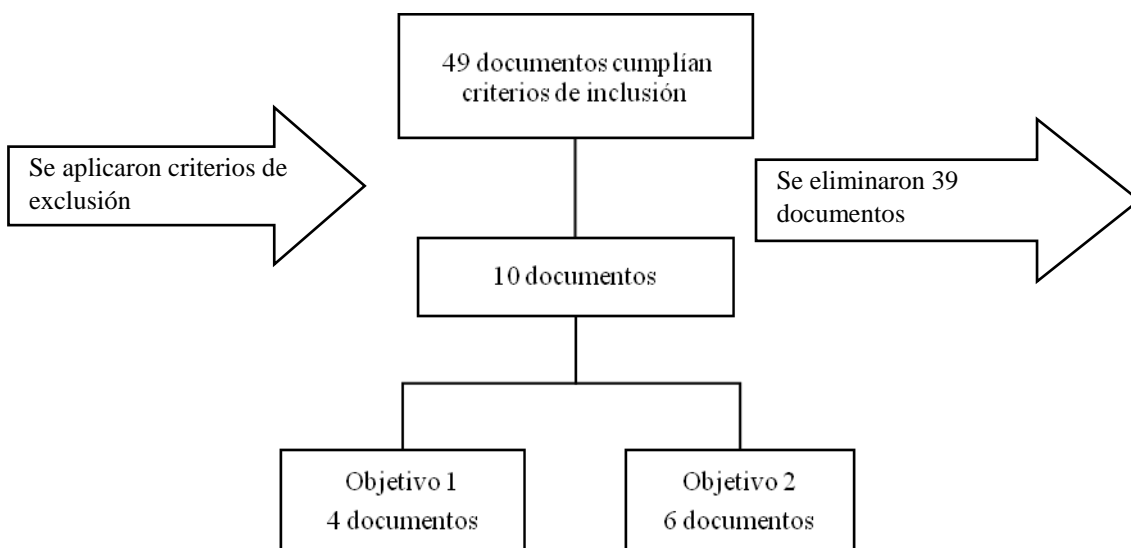 49 documentos cumplían
criterios de inclusión
Se aplicaron criterios de
exclusión
Se eliminaron 39
documentos
10 documentos
Objetivo 1
4 documentos
Objetivo 2
6 documentos